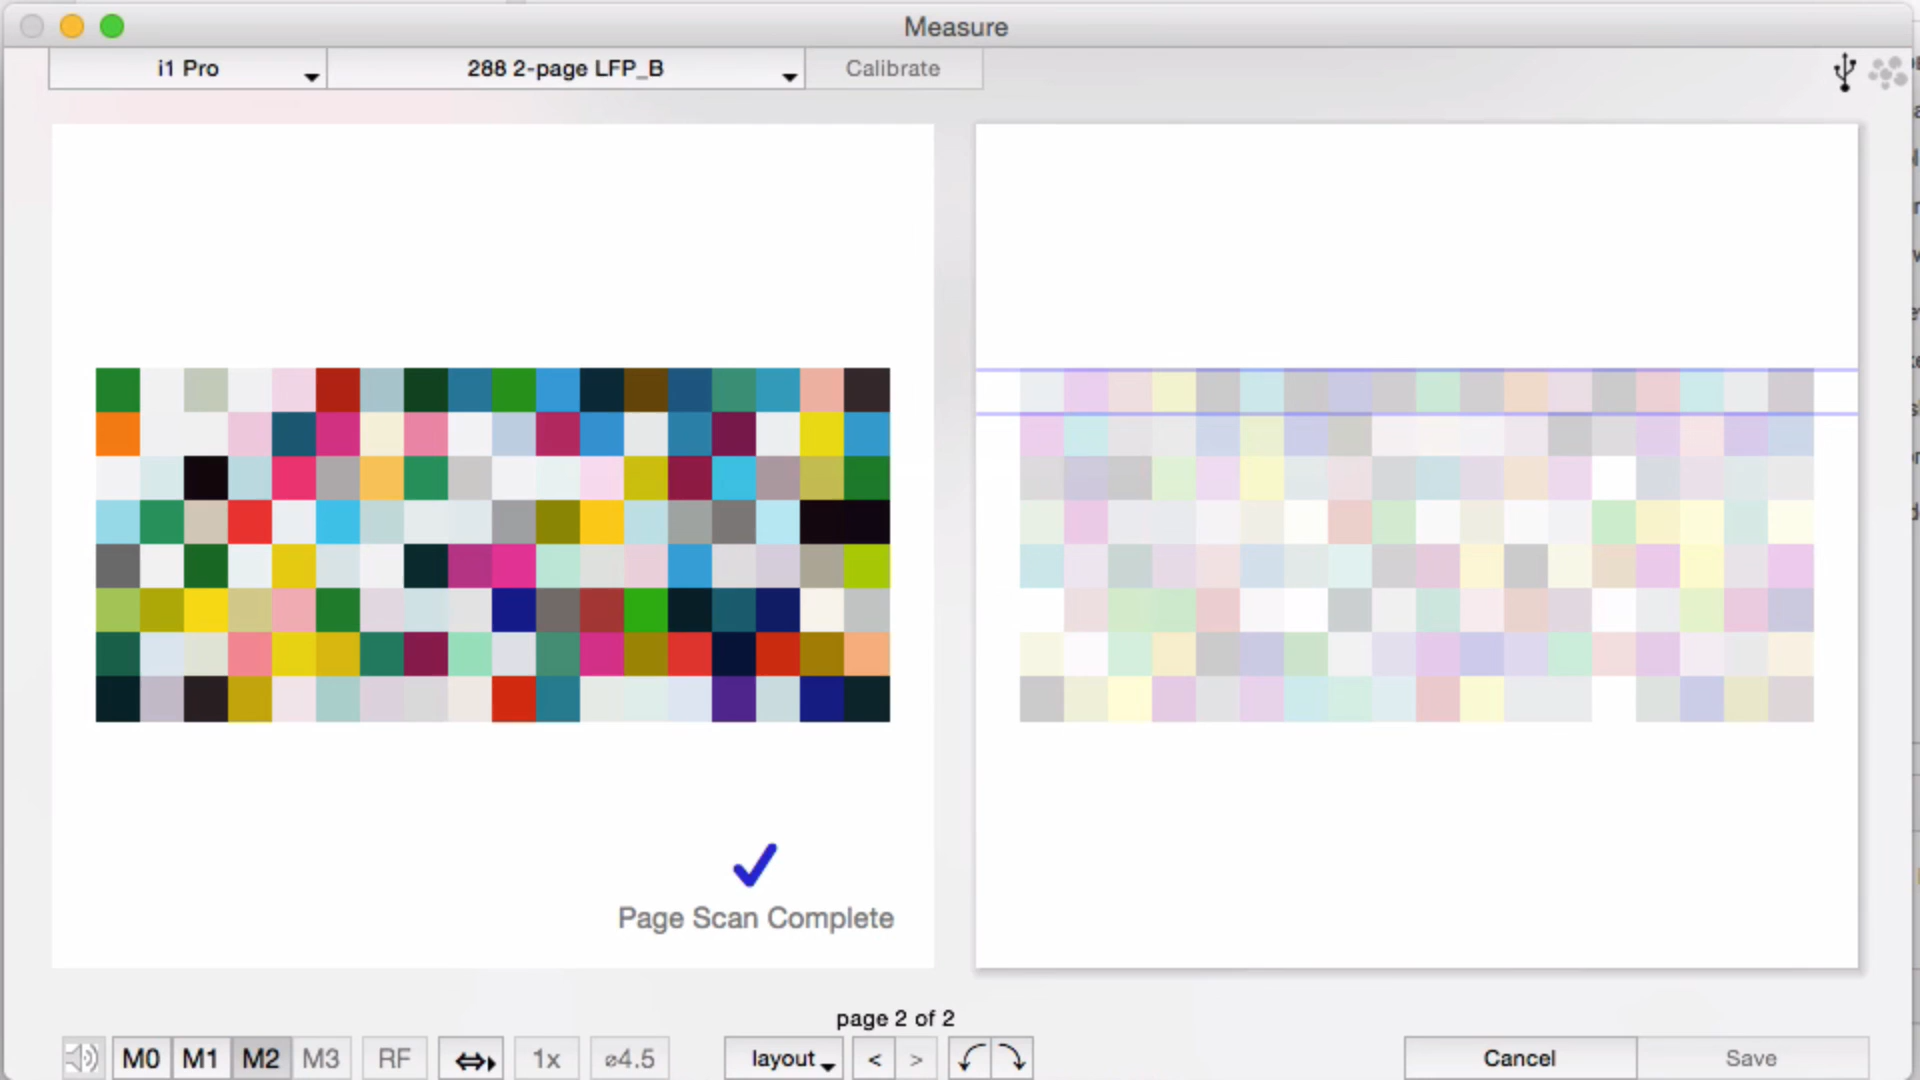 Measure
i1 Pro
288 2-page LFP_B
Calibrate
Page Scan Complete
page 2 of 2
M0
M1
M2
M3
RF
1x
⌀4.5
layout
<
>
Cancel
Save